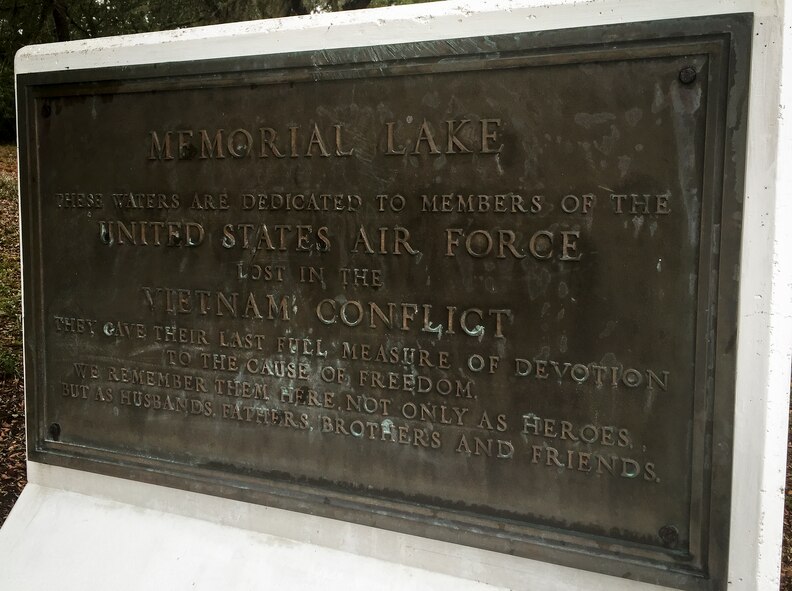 MEMORIAL LAKE
THESE WATERS ARE DEDICATED TO MEMBERS OF THE
UNITED STATES AIR FORCE
LOST IN THE
VIETNAM CONFLICT
THEY GAVE THEIR LAST FULL MEASURE OF DEVOTION
TO THE CAUSE OF FREEDOM.
WE REMEMBER THEM HERE, NOT ONLY AS HEROES,
BUT AS HUSBANDS, FATHERS, BROTHERS AND FRIENDS.